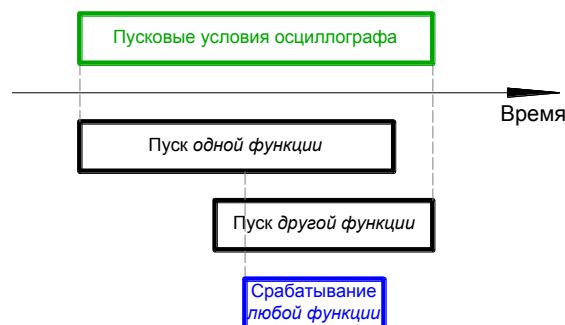 Пусковые условия осциллографа
Время
Пуск одной функции
Пуск другой функции
Срабатывание
любой функции